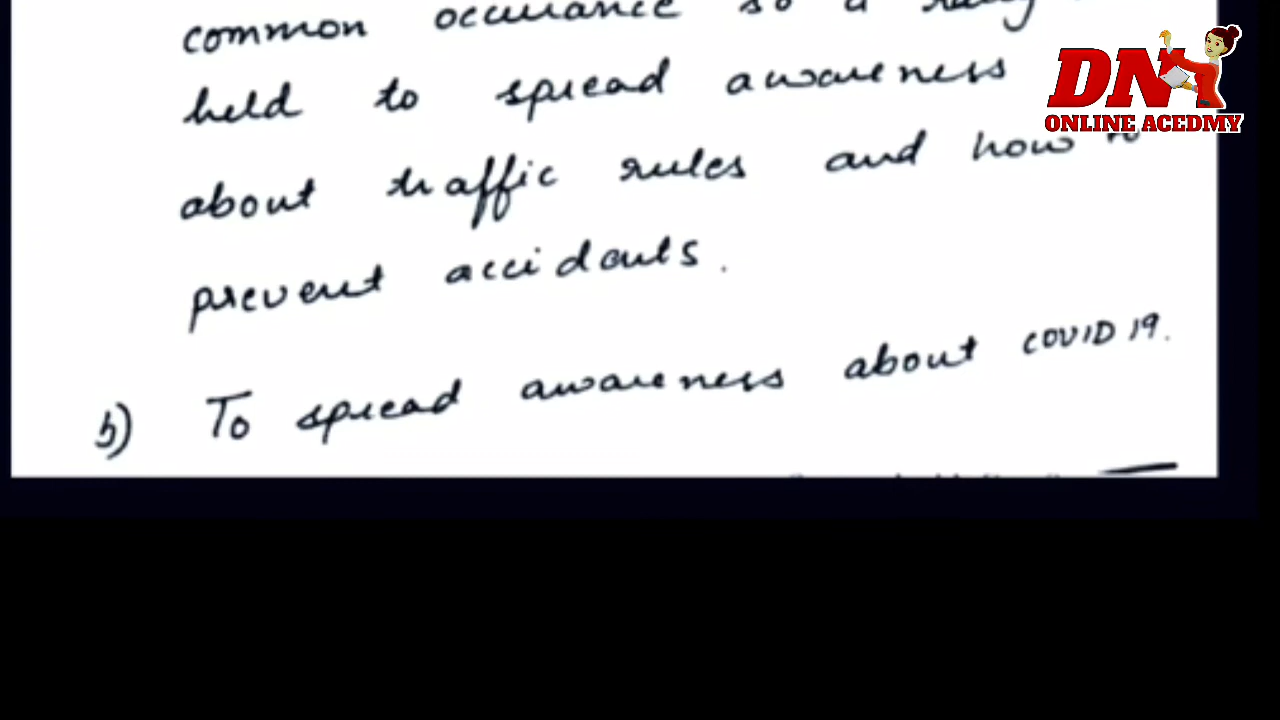 common occurance so a
held to spread awareness
about traffic rules and how to
prevent accidents.
b) To spread awareness about COVID 19.
DN
ONLINE ACEDMY